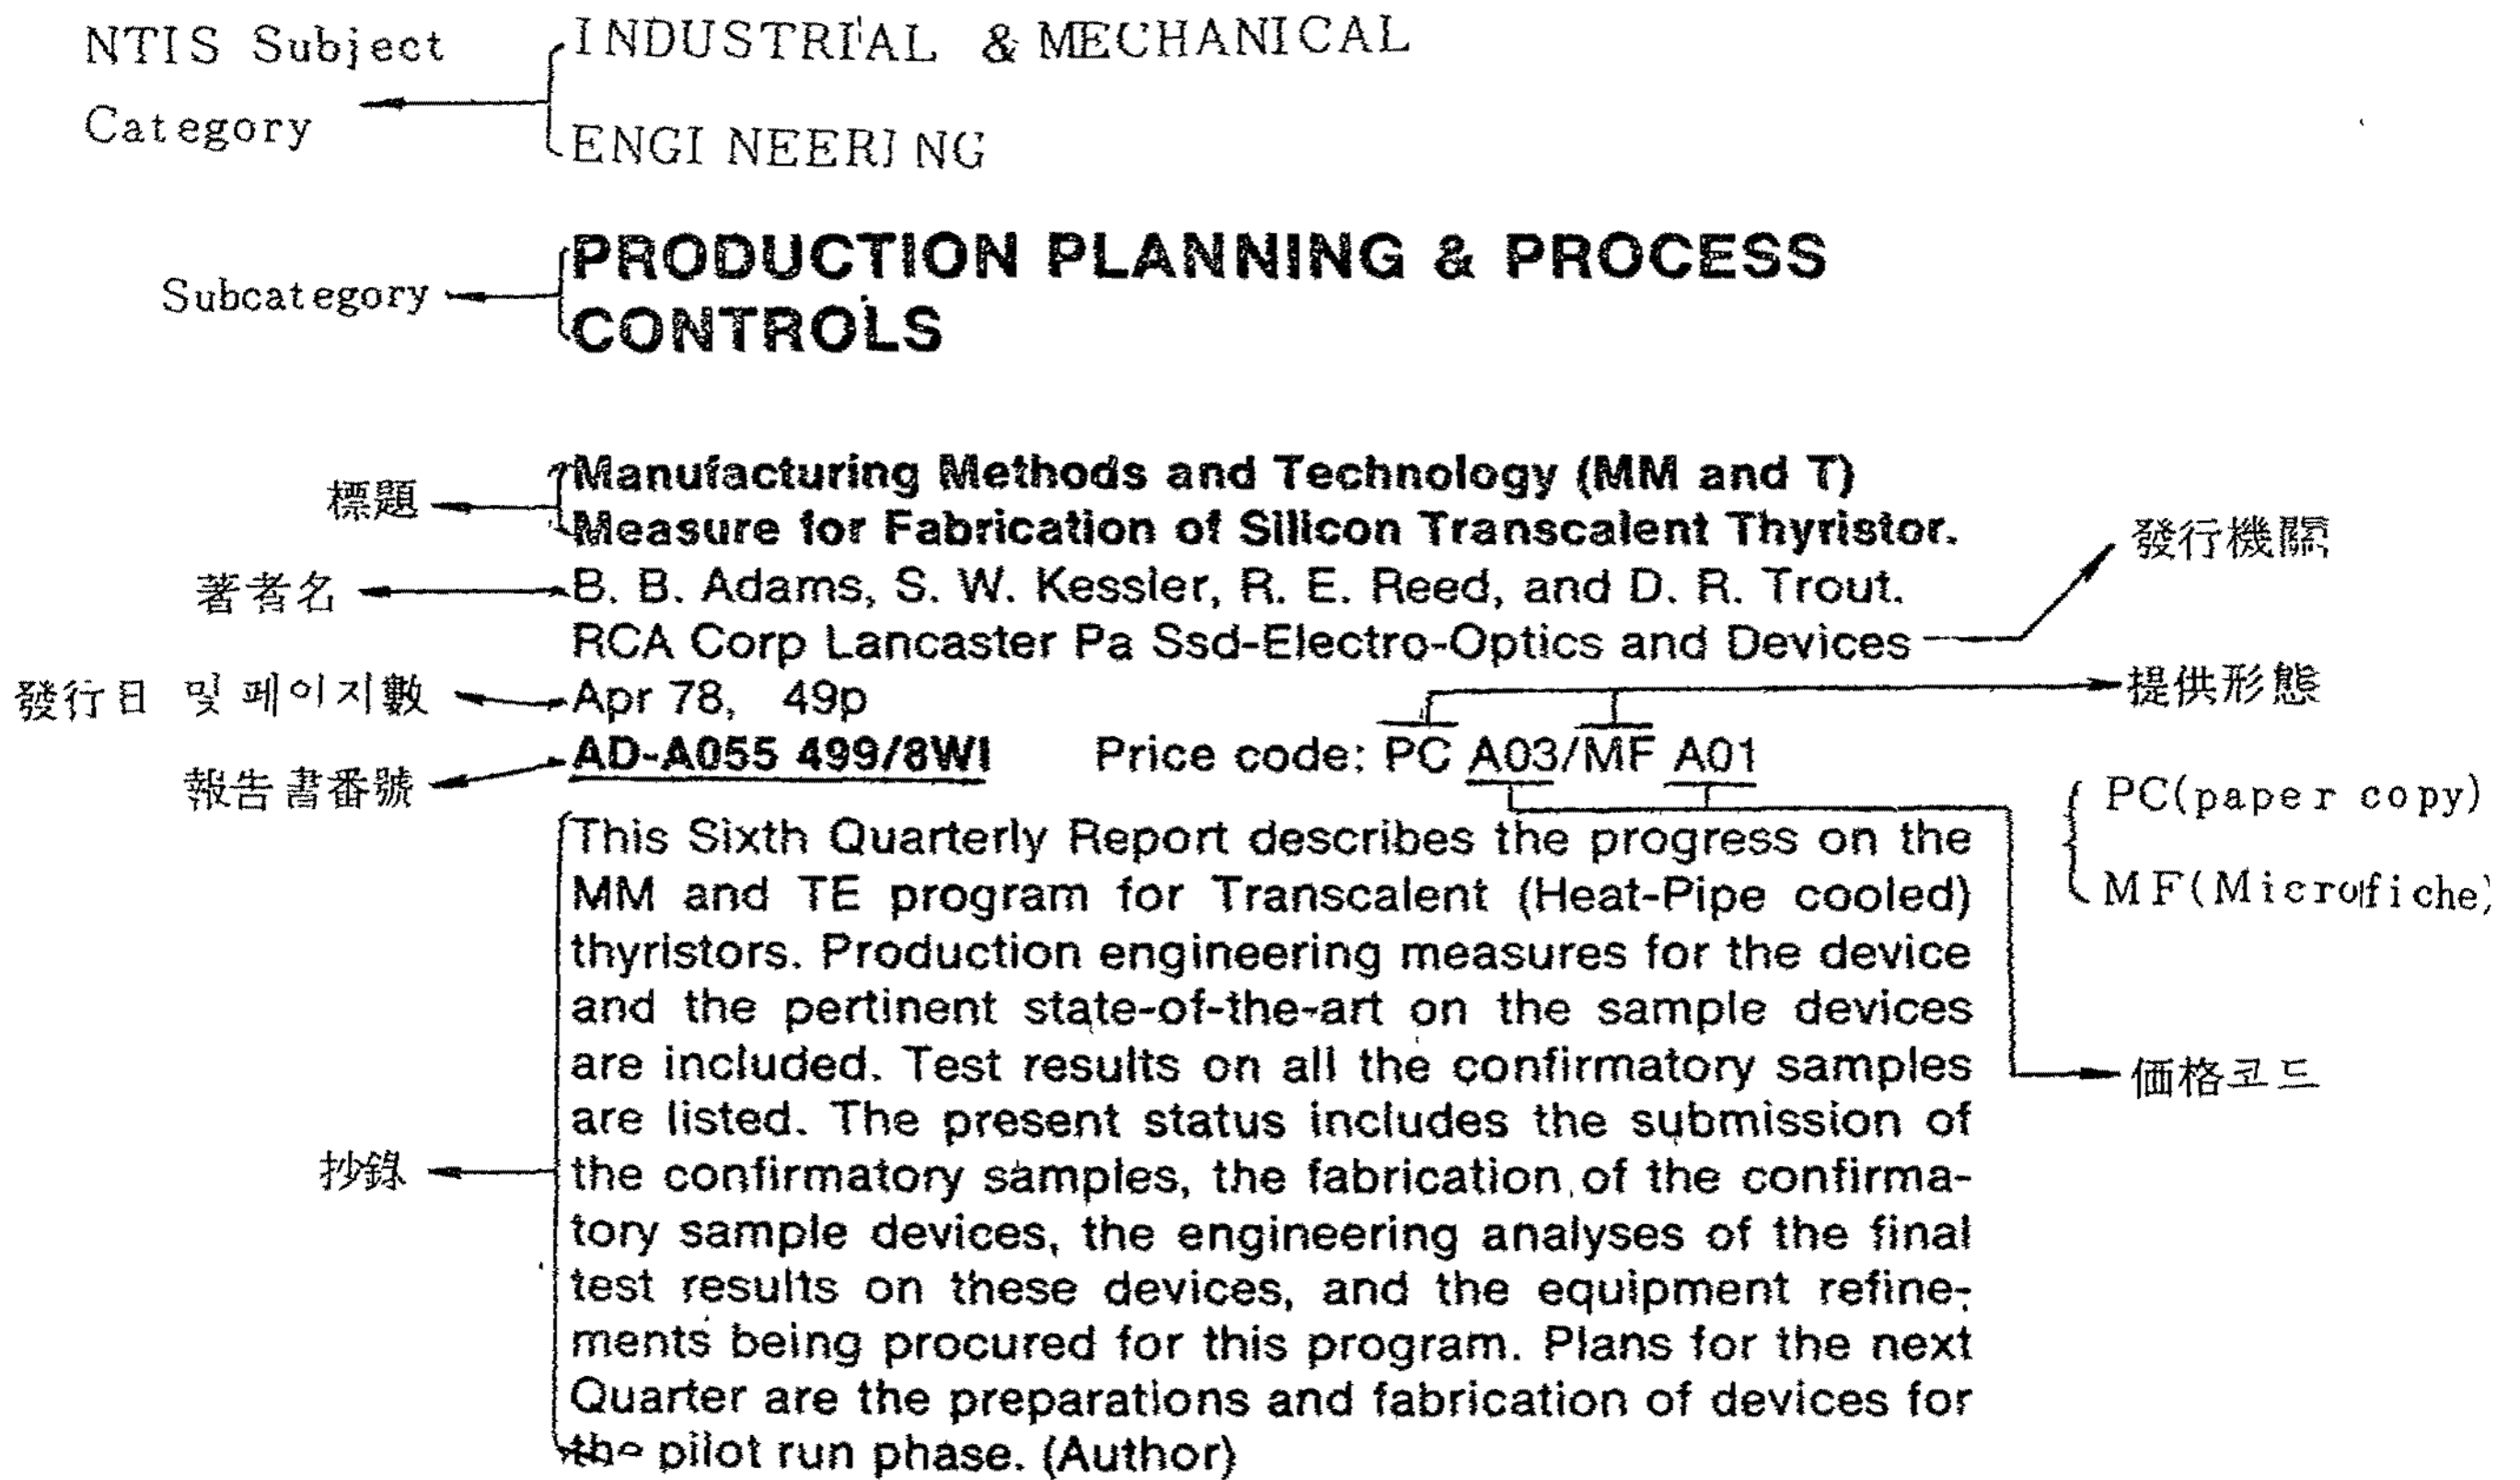 NTIS Subject
Category
INDUSTRIAL & MECHANICAL
ENGINEERING
Subcategory
PRODUCTION PLANNING & PROCESS
CONTROLS
標題
Manufacturing Methods and Technology (MM and T)
Measure for Fabrication of Silicon Transcalent Thyristor.
發行機關
著者名
B. B. Adams, S. W. Kessler, R. E. Reed, and D. R. Trout.
RCA Corp Lancaster Pa Ssd-Electro-Optics and Devices
提供形態
發行日 및 페이지數
Apr 78, 49p
報告書番號
AD-A055 499/8WI Price code: PC A03/MF A01
PC(paper copy)
MF(Microfiche)
価格코드
抄錄
This Sixth Quarterly Report describes the progress on the
MM and TE program for Transcalent (Heat-Pipe cooled)
thyristors. Production engineering measures for the device
and the pertinent state-of-the-art on the sample devices
are included. Test results on all the confirmatory samples
are listed. The present status includes the submission of
the confirmatory samples, the fabrication of the confirma-
tory sample devices, the engineering analyses of the final
test results on these devices, and the equipment refine-
ments being procured for this program. Plans for the next
Quarter are the preparations and fabrication of devices for
the pilot run phase. (Author)